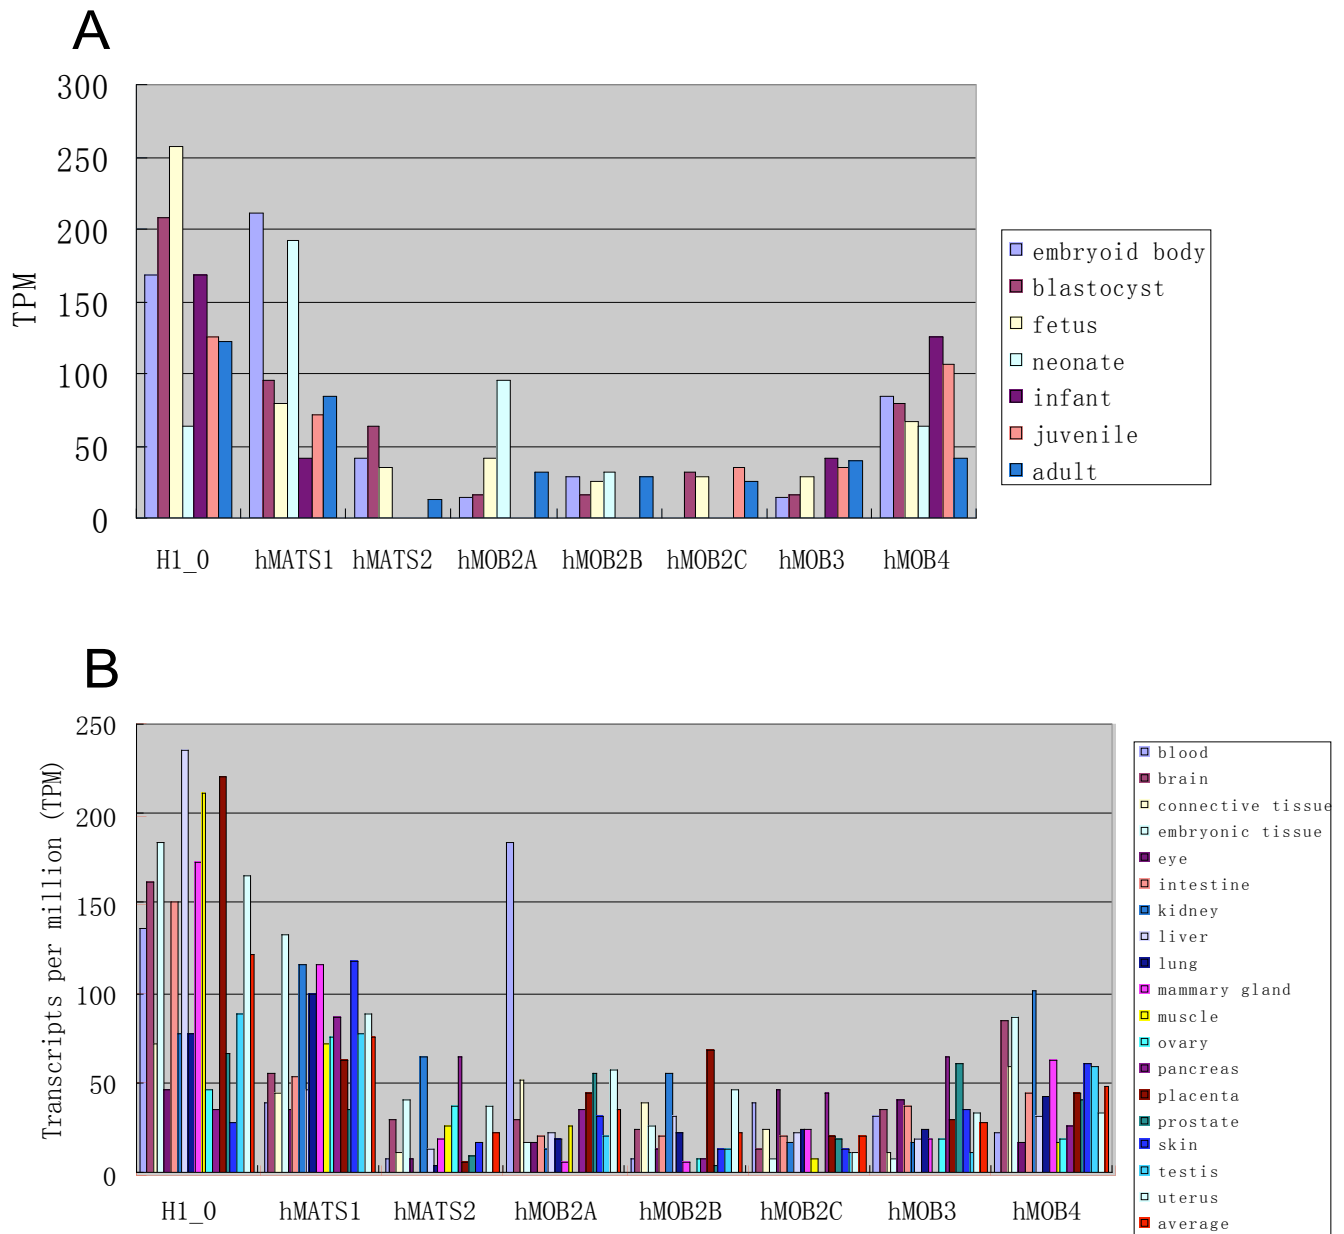 A
300
250
200
150
100
50
0
TPM
H1_0 hMATS1 hMATS2 hMOB2A hMOB2B hMOB2C hMOB3 hMOB4
embryoid body
blastocyst
fetus
neonate
infant
juvenile
adult
B
250
200
150
100
50
0
Transcripts per million (TPM)
H1_0 hMATS1 hMATS2 hMOB2A hMOB2B hMOB2C hMOB3 hMOB4
blood
brain
connective tissue
embryonic tissue
eye
intestine
kidney
liver
lung
mammary gland
muscle
ovary
pancreas
placenta
prostate
skin
testis
uterus
average